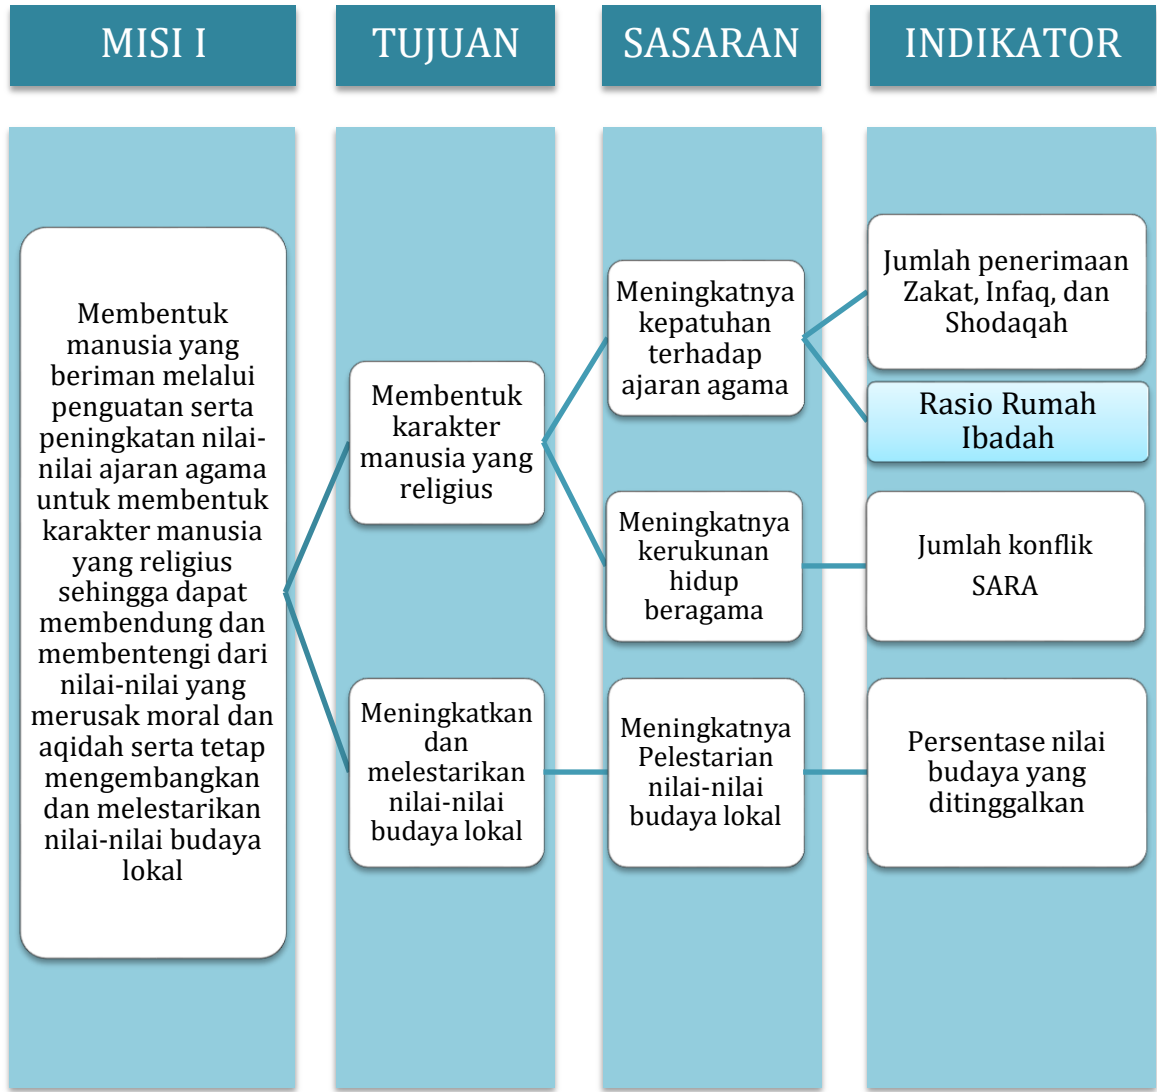 MISI I
TUJUAN
SASARAN
INDIKATOR
Membentuk
manusia yang
beriman melalui
penguatan serta
peningkatan nilai-
nilai ajaran agama
untuk membentuk
karakter manusia
yang religius
sehingga dapat
membendung dan
membentengi dari
nilai-nilai yang
merusak moral dan
aqidah serta tetap
mengembangkan
dan melestarikan
nilai-nilai budaya
lokal
Membentuk
karakter
manusia yang
religius
Meningkatkan
dan
melestarikan
nilai-nilai
budaya lokal
Meningkatnya
kepatuhan
terhadap
ajaran agama
Meningkatnya
kerukunan
hidup
beragama
Meningkatnya
Pelestarian
nilai-nilai
budaya lokal
Jumlah penerimaan
Zakat, Infaq, dan
Shodaqah
Rasio Rumah
Ibadah
Jumlah konflik
SARA
Persentase nilai
budaya yang
ditinggalkan